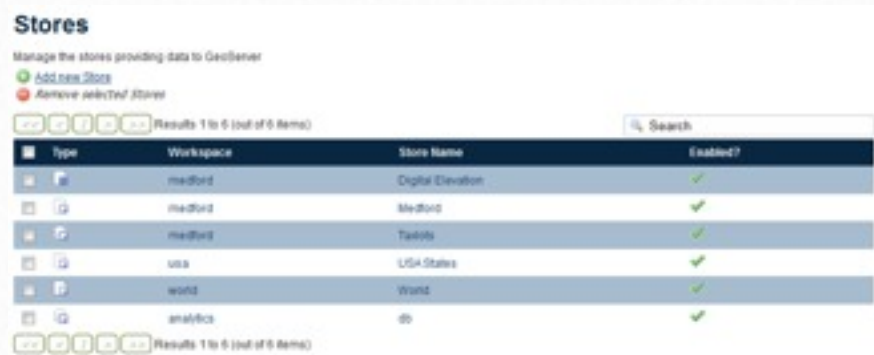 Stores
Manage the stores providing data to GeoServer
Add new Store
Remove selected Stores
<< < 1 > >> Results 1 to 6 (out of 6 items) Search
Type Workspace Store Name Enabled?
medford Digital Elevation
medford Medford
medford Taxlots
usa USA States
world World
analytics db
<< < 1 > >> Results 1 to 6 (out of 6 items)